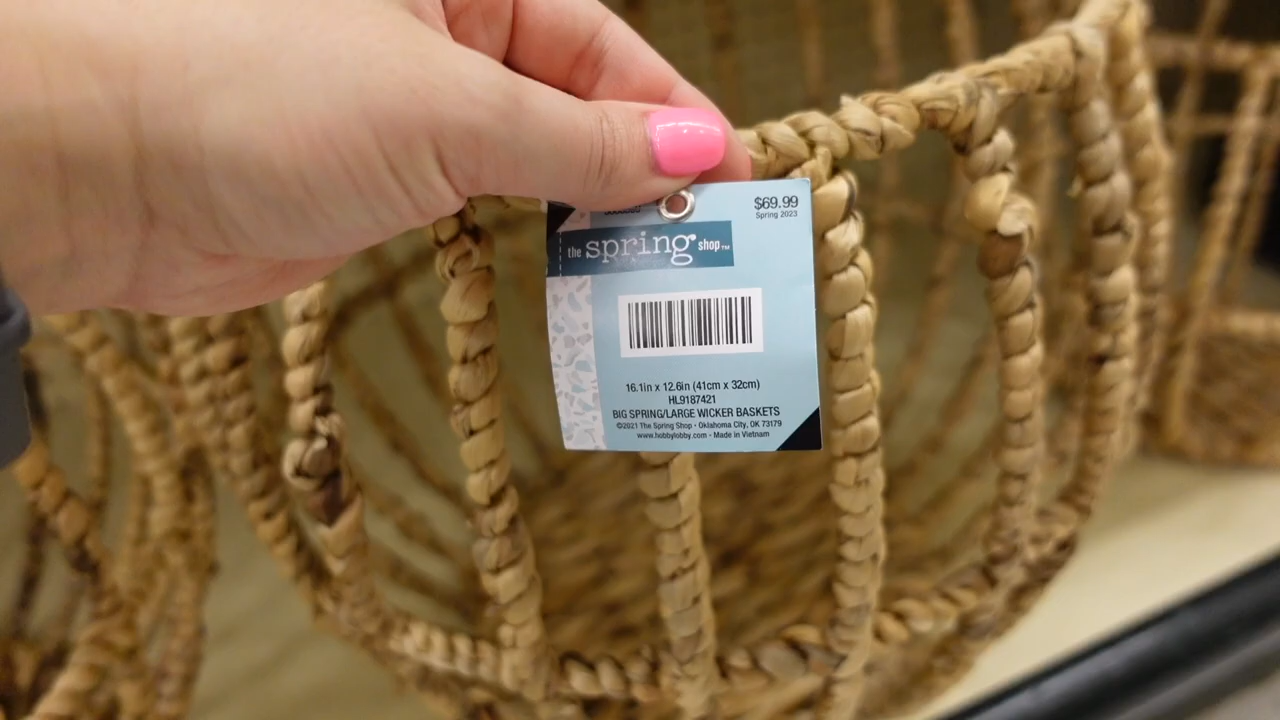 $69.99
Spring 2023
the spring shop™
16.1in x 12.6in (41cm x 32cm)
HL9187421
BIG SPRING/LARGE WICKER BASKETS
©2021 The Spring Shop • Oklahoma City, OK 73179
www.hobbylobby.com • Made in Vietnam